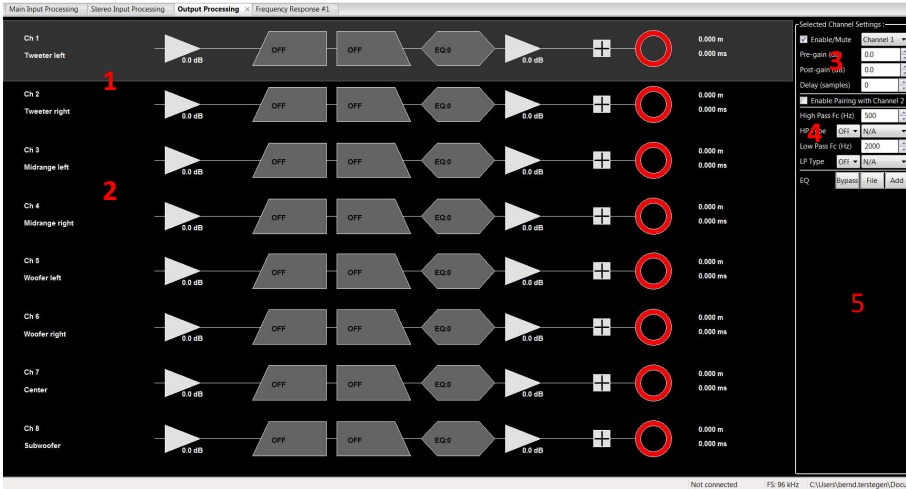 Main Input Processing Stereo Input Processing Output Processing × Frequency Response #1
Ch 1
Tweeter left
0.0 dB OFF OFF EQ:0 0.0 dB
0.000 m
0.000 ms
1
Ch 2
Tweeter right
0.0 dB OFF OFF EQ:0 0.0 dB
0.000 m
0.000 ms
Ch 3
Midrange left
0.0 dB OFF OFF EQ:0 0.0 dB
0.000 m
0.000 ms
2
Ch 4
Midrange right
0.0 dB OFF OFF EQ:0 0.0 dB
0.000 m
0.000 ms
Ch 5
Woofer left
0.0 dB OFF OFF EQ:0 0.0 dB
0.000 m
0.000 ms
Ch 6
Woofer right
0.0 dB OFF OFF EQ:0 0.0 dB
0.000 m
0.000 ms
Ch 7
Center
0.0 dB OFF OFF EQ:0 0.0 dB
0.000 m
0.000 ms
Ch 8
Subwoofer
0.0 dB OFF OFF EQ:0 0.0 dB
0.000 m
0.000 ms
Selected Channel Settings :
Enable/Mute Channel 1
Pre-gain (dB) 0.0
3
Post-gain (dB) 0.0
Delay (samples) 0
Enable Pairing with Channel 2
High Pass Fc (Hz) 500
4
HP Type OFF N/A
Low Pass Fc (Hz) 2000
LP Type OFF N/A
EQ Bypass File Add
5
Not connected FS: 96 kHz C:\Users\bernd.terstegen\Docu